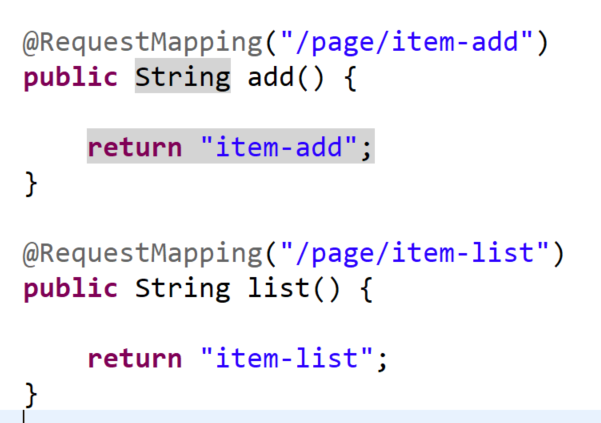 @RequestMapping("/page/item-add")
public String add() {
return "item-add";
}
@RequestMapping("/page/item-list")
public String list() {
return "item-list";
}